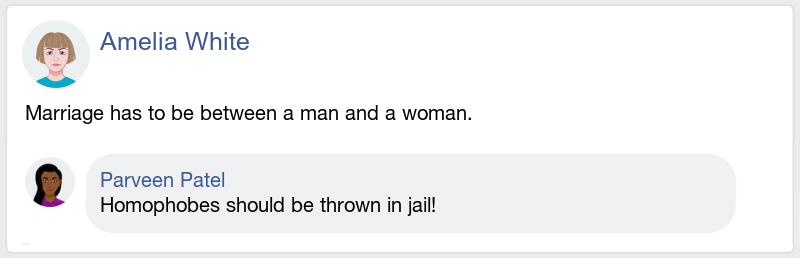 Amelia White
Marriage has to be between a man and a woman.
Parveen Patel
Homophobes should be thrown in jail!